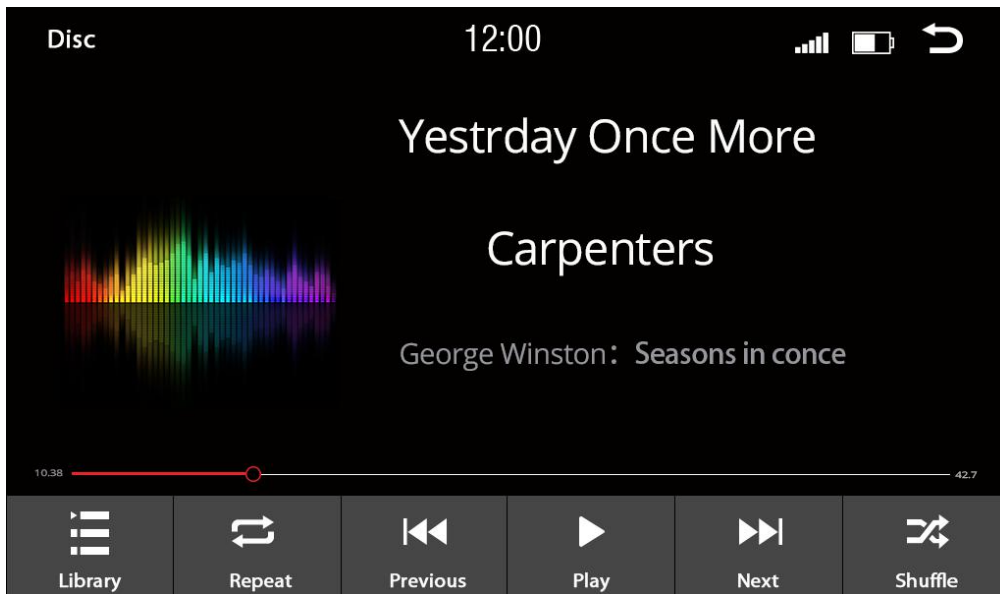 Disc 12:00
Yestrday Once More
Carpenters
George Winston: Seasons in conce
10.38 42.7
Library Repeat Previous Play Next Shuffle